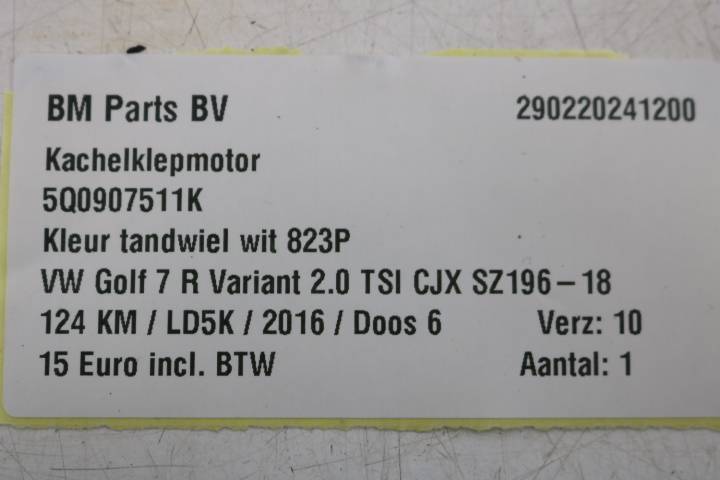 BM Parts BV 290220241200
Kachelklepmotor
5Q0907511K
Kleur tandwiel wit 823P
VW Golf 7 R Variant 2.0 TSI CJX SZ196-18
124 KM / LD5K / 2016 / Doos 6 Verz: 10
15 Euro incl. BTW Aantal: 1